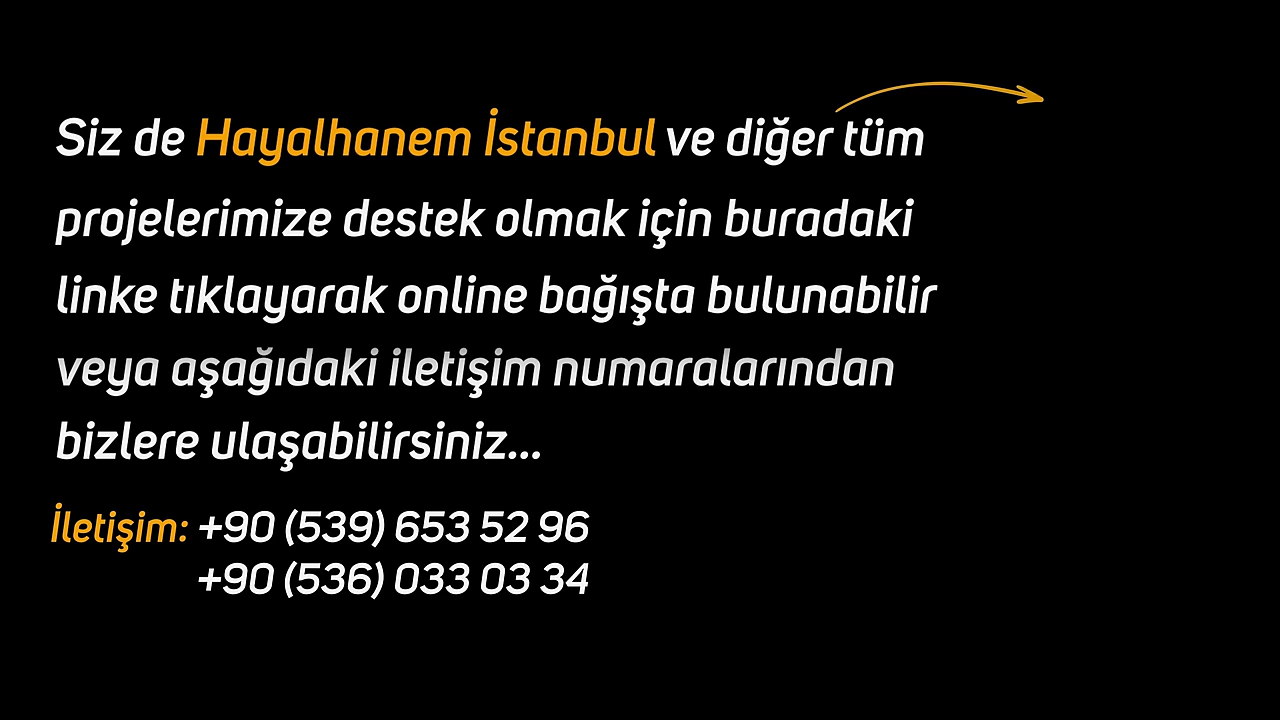 Siz de Hayalhanem İstanbul ve diğer tüm
projelerimize destek olmak için buradaki
linke tıklayarak online bağışta bulunabilir
veya aşağıdaki iletişim numaralarından
bizlere ulaşabilirsiniz...
İletişim: +90 (539) 653 52 96
+90 (536) 033 03 34